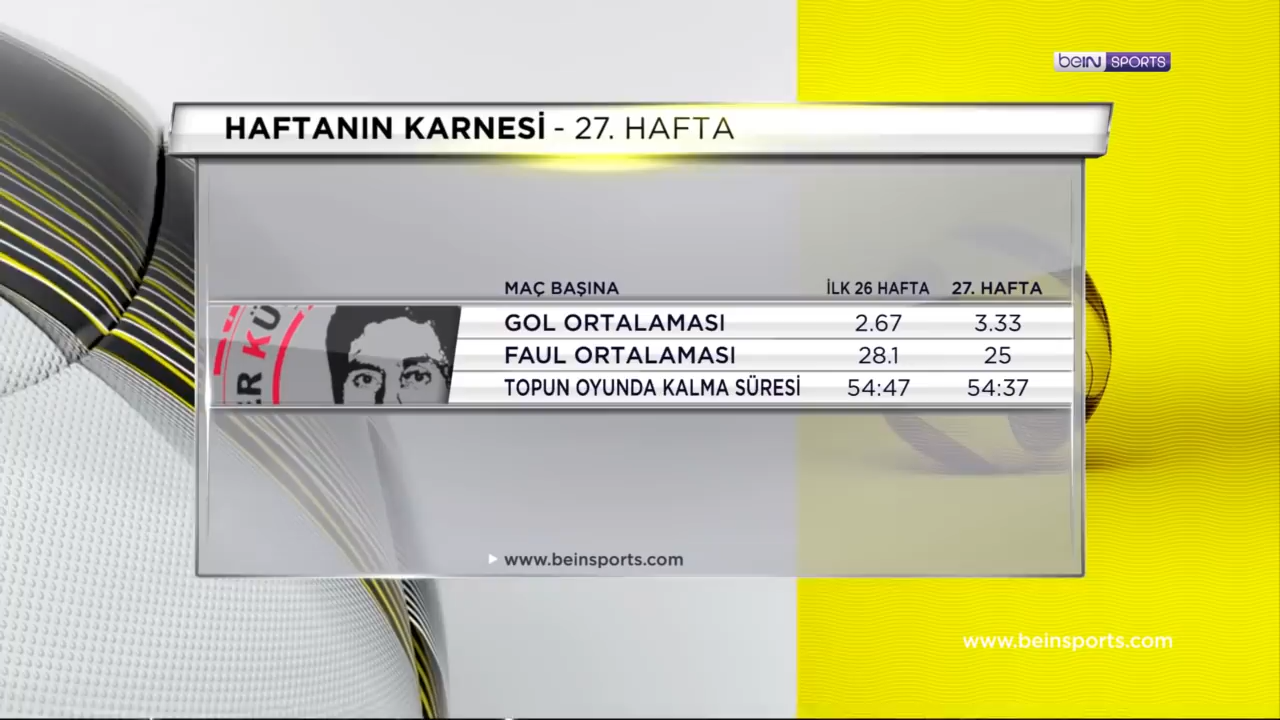 beIN SPORTS
HAFTANIN KARNESİ - 27. HAFTA
MAÇ BAŞINA İLK 26 HAFTA 27. HAFTA
GOL ORTALAMASI 2.67 3.33
FAUL ORTALAMASI 28.1 25
TOPUN OYUNDA KALMA SÜRESİ 54:47 54:37
www.beinsports.com
www.beinsports.com